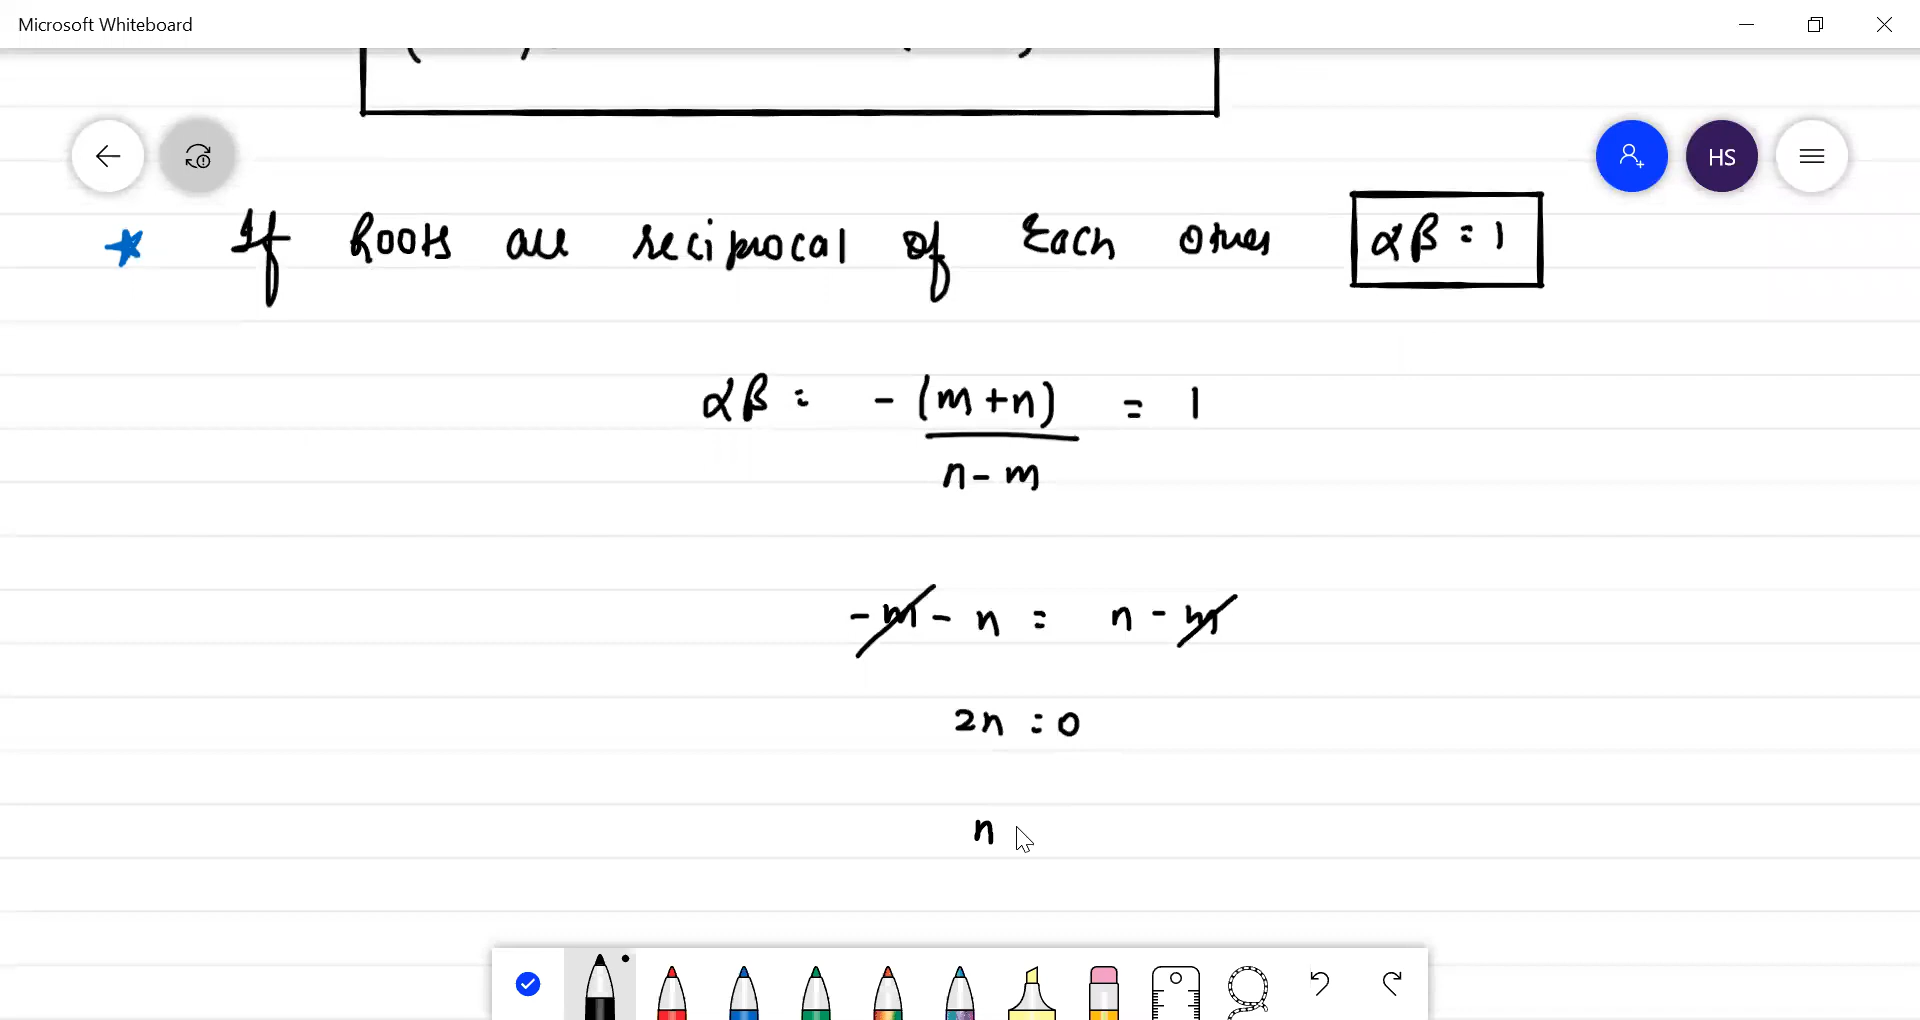 Microsoft Whiteboard
HS
If Roots are reciprocal of Each other αβ = 1
αβ = - (m+n) = 1
n - m
- m - n = n - m
2n = 0
n